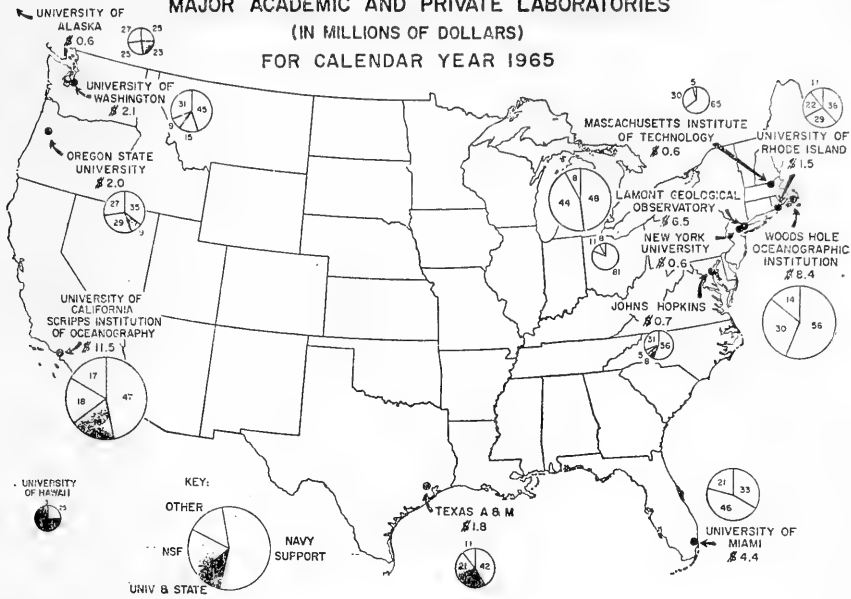 MAJOR ACADEMIC AND PRIVATE LABORATORIES
(IN MILLIONS OF DOLLARS)
FOR CALENDAR YEAR 1965
UNIVERSITY OF
ALASKA
$ 0.6
27 25
25 23
UNIVERSITY OF
WASHINGTON
$ 2.1
31 45
9 15
OREGON STATE
UNIVERSITY
$ 2.0
27 35
29 9
UNIVERSITY OF
CALIFORNIA
SCRIPPS INSTITUTION
OF OCEANOGRAPHY
$ 11.5
17 47
18
UNIVERSITY
OF HAWAII
25
KEY:
OTHER
NSF
UNIV & STATE
NAVY
SUPPORT
TEXAS A & M
$ 1.8
11
21 42
21 33
46
UNIVERSITY OF
MIAMI
$ 4.4
5
30 65
MASSACHUSETTS INSTITUTE
OF TECHNOLOGY
$ 0.6
11
22 36
29
UNIVERSITY OF
RHODE ISLAND
$ 1.5
8
44 48
LAMONT GEOLOGICAL
OBSERVATORY
$ 6.5
11 8
81
NEW YORK
UNIVERSITY
$ 0.6
WOODS HOLE
OCEANOGRAPHIC
INSTITUTION
$ 8.4
14
30 56
JOHNS HOPKINS
$ 0.7
31 56
5 8